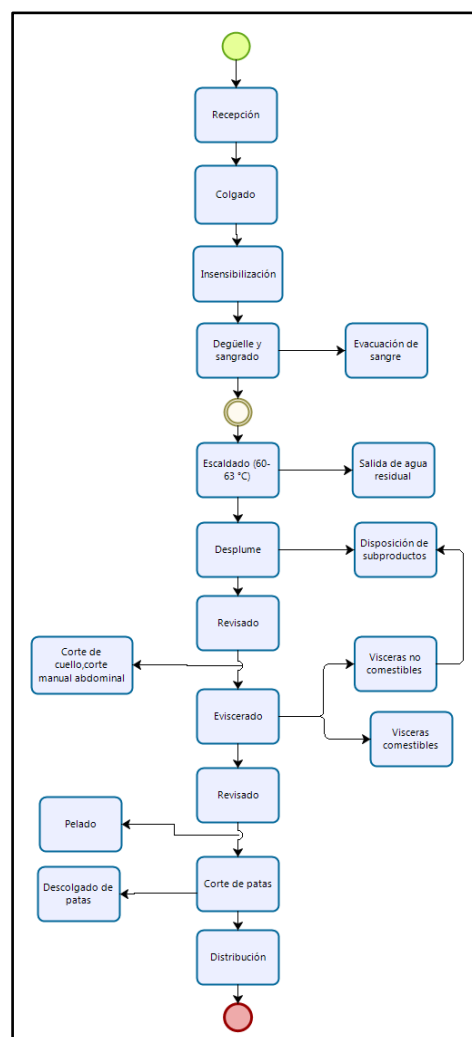 Recepción
Colgado
Insensibilización
Degüelle y
sangrado
Evacuación de
sangre
Escaldado (60-
63 °C)
Salida de agua
residual
Desplume
Disposición de
subproductos
Revisado
Corte de
cuello,corte
manual abdominal
Visceras no
comestibles
Eviscerado
Visceras
comestibles
Revisado
Pelado
Corte de patas
Descolgado de
patas
Distribución